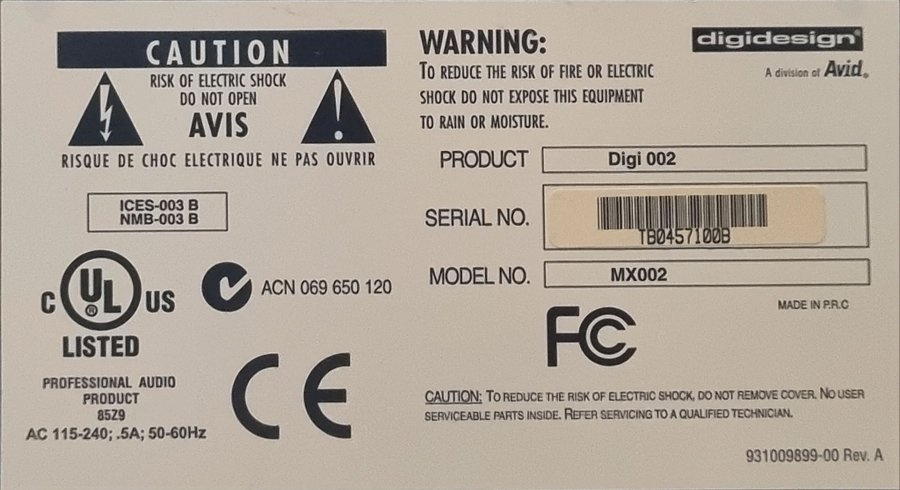 CAUTION
RISK OF ELECTRIC SHOCK
DO NOT OPEN
AVIS
RISQUE DE CHOC ELECTRIQUE NE PAS OUVRIR
ICES-003 B
NMB-003 B
C UL ® US
LISTED
PROFESSIONAL AUDIO
PRODUCT
85Z9
AC 115-240; .5A; 50-60Hz
ACN 069 650 120
CE
WARNING:
TO REDUCE THE RISK OF FIRE OR ELECTRIC
SHOCK DO NOT EXPOSE THIS EQUIPMENT
TO RAIN OR MOISTURE.
digidesign®
A division of Avid®
PRODUCT Digi 002
SERIAL NO. TB0457100B
MODEL NO. MX002
MADE IN P.R.C
FC
CAUTION: TO REDUCE THE RISK OF ELECTRIC SHOCK, DO NOT REMOVE COVER. NO USER
SERVICEABLE PARTS INSIDE. REFER SERVICING TO A QUALIFIED TECHNICIAN.
931009899-00 Rev. A